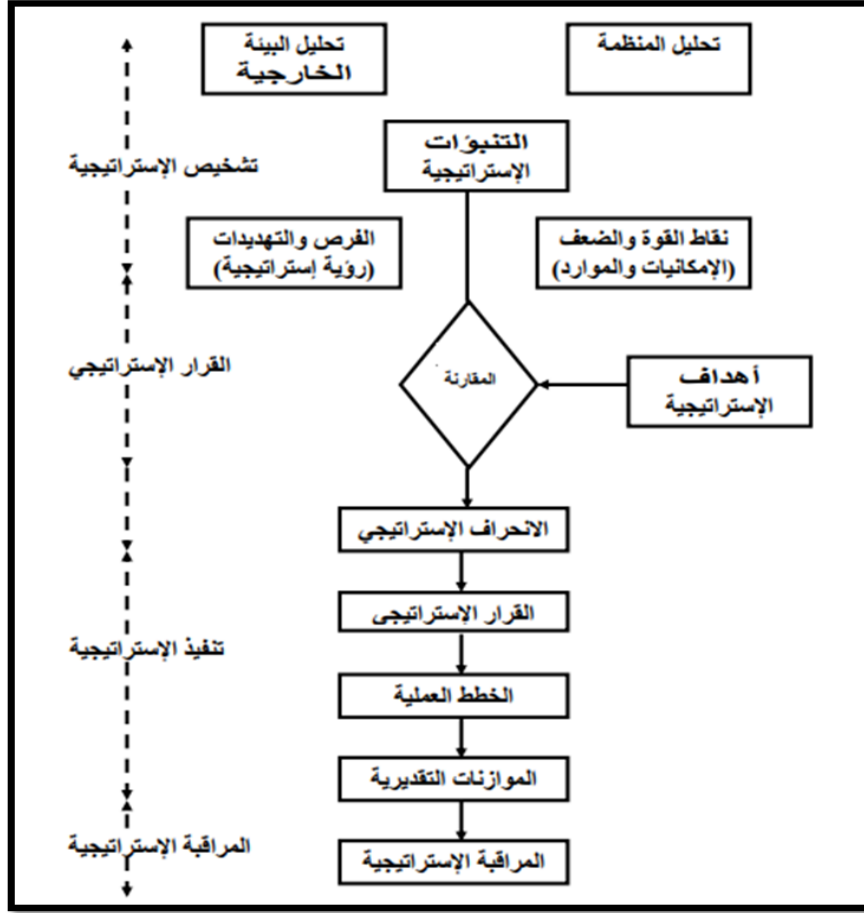 تحليل المنظمة
تحليل البيئة
الخارجية
التنبؤات
الإستراتيجية
تشخيص الإستراتيجية
نقاط القوة والضعف
(الإمكانيات والموارد)
الفرص والتهديدات
(رؤية إستراتيجية)
القرار الإستراتيجي
المقارنة
أهداف
الإستراتيجية
الانحراف الإستراتيجي
القرار الإستراتيجى
تنفيذ الإستراتيجية
الخطط العملية
الموازنات التقديرية
المراقبة الإستراتيجية
المراقبة الإستراتيجية